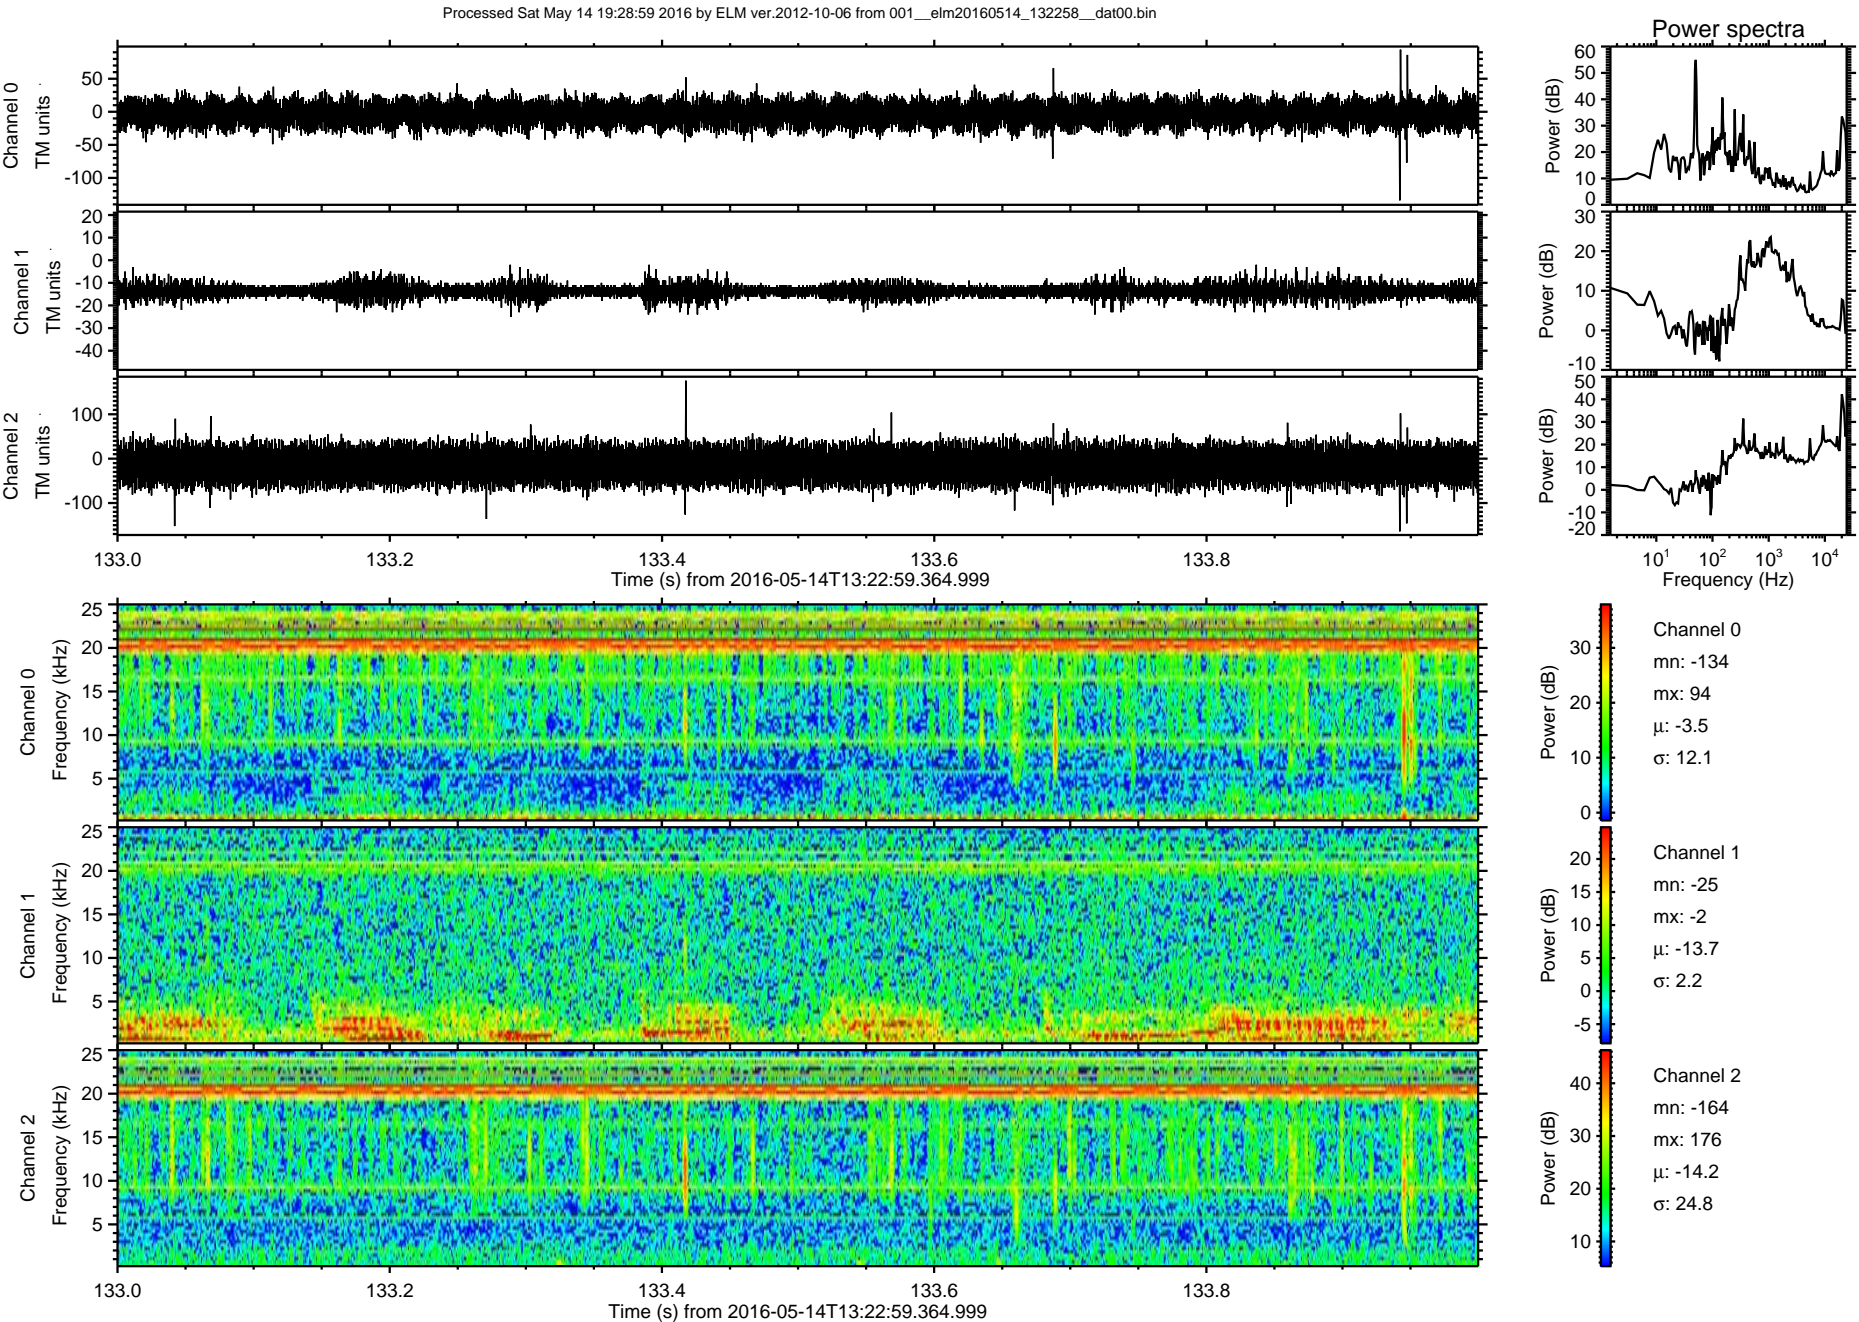 Processed Sat May 14 19:28:59 2016 by ELM ver.2012-10-06 from 001__elm20160514_132258__dat00.bin
Power spectra
Channel 0
TM units
50
0
-50
-100
Power (dB)
60
50
40
30
20
10
0
Channel 1
TM units
20
10
0
-10
-20
-30
-40
Power (dB)
30
20
10
0
-10
Channel 2
TM units
100
0
-100
Power (dB)
50
40
30
20
10
0
-10
-20
133.0 133.2 133.4 133.6 133.8
Time (s) from 2016-05-14T13:22:59.364.999
10¹ 10² 10³ 10⁴
Frequency (Hz)
Channel 0
Frequency (kHz)
25
20
15
10
5
Power (dB)
30
20
10
0
Channel 0
mn: -134
mx: 94
μ: -3.5
σ: 12.1
Channel 1
Frequency (kHz)
25
20
15
10
5
Power (dB)
20
15
10
5
0
-5
Channel 1
mn: -25
mx: -2
μ: -13.7
σ: 2.2
Channel 2
Frequency (kHz)
25
20
15
10
5
Power (dB)
40
30
20
10
Channel 2
mn: -164
mx: 176
μ: -14.2
σ: 24.8
133.0 133.2 133.4 133.6 133.8
Time (s) from 2016-05-14T13:22:59.364.999